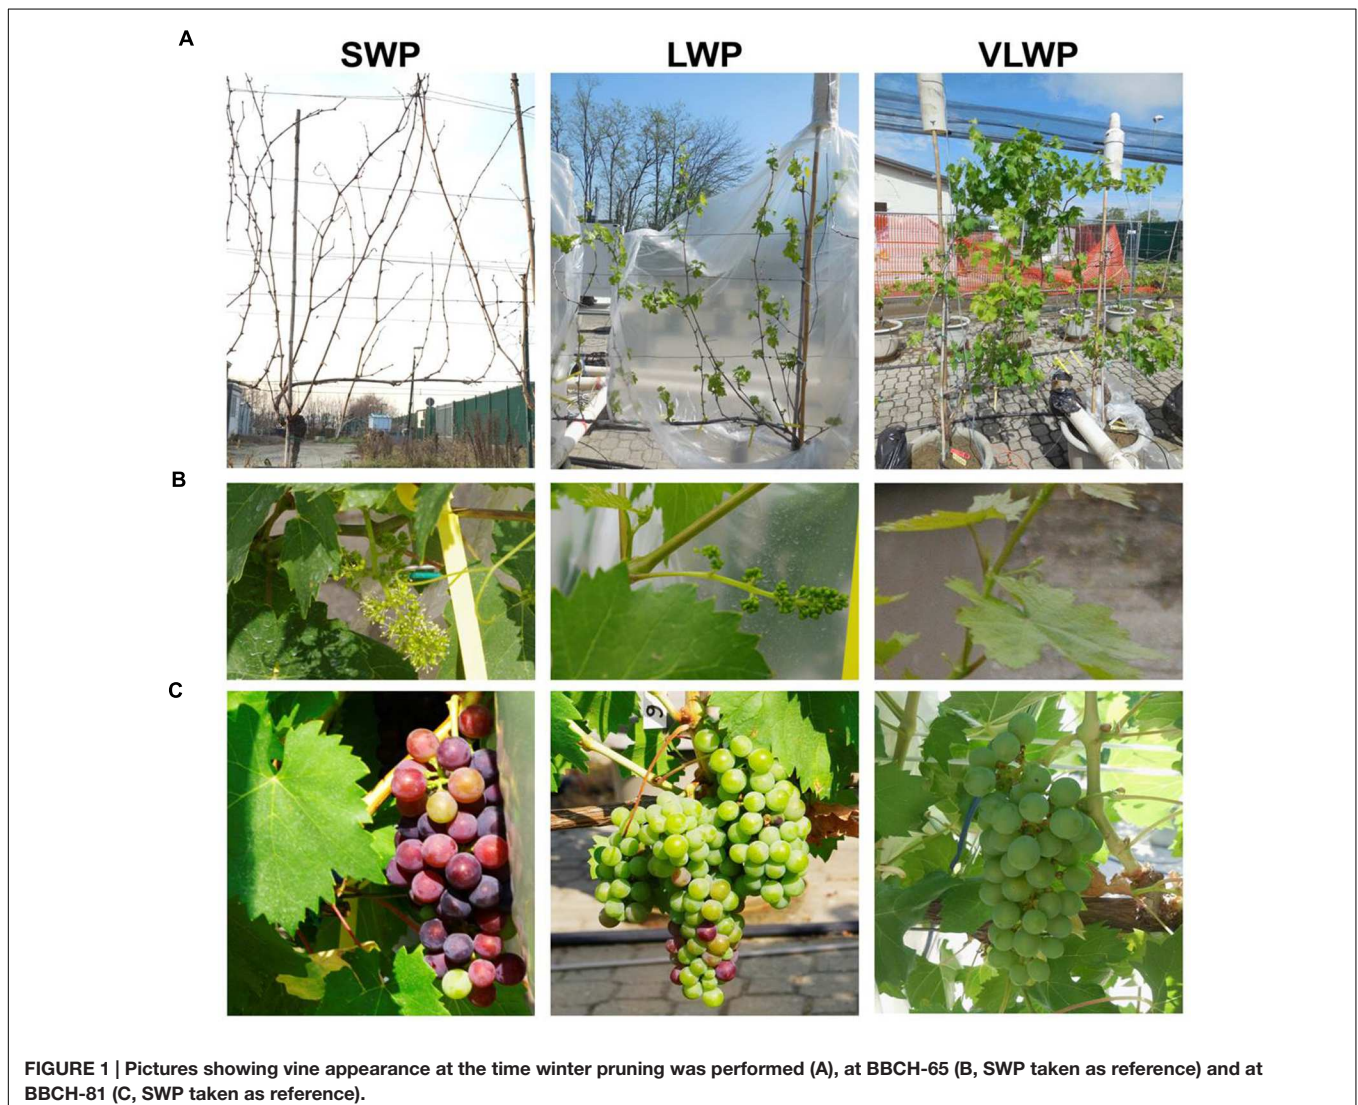 A
SWP
LWP
VLWP
B
C
9
FIGURE 1 | Pictures showing vine appearance at the time winter pruning was performed (A), at BBCH-65 (B, SWP taken as reference) and at
BBCH-81 (C, SWP taken as reference).